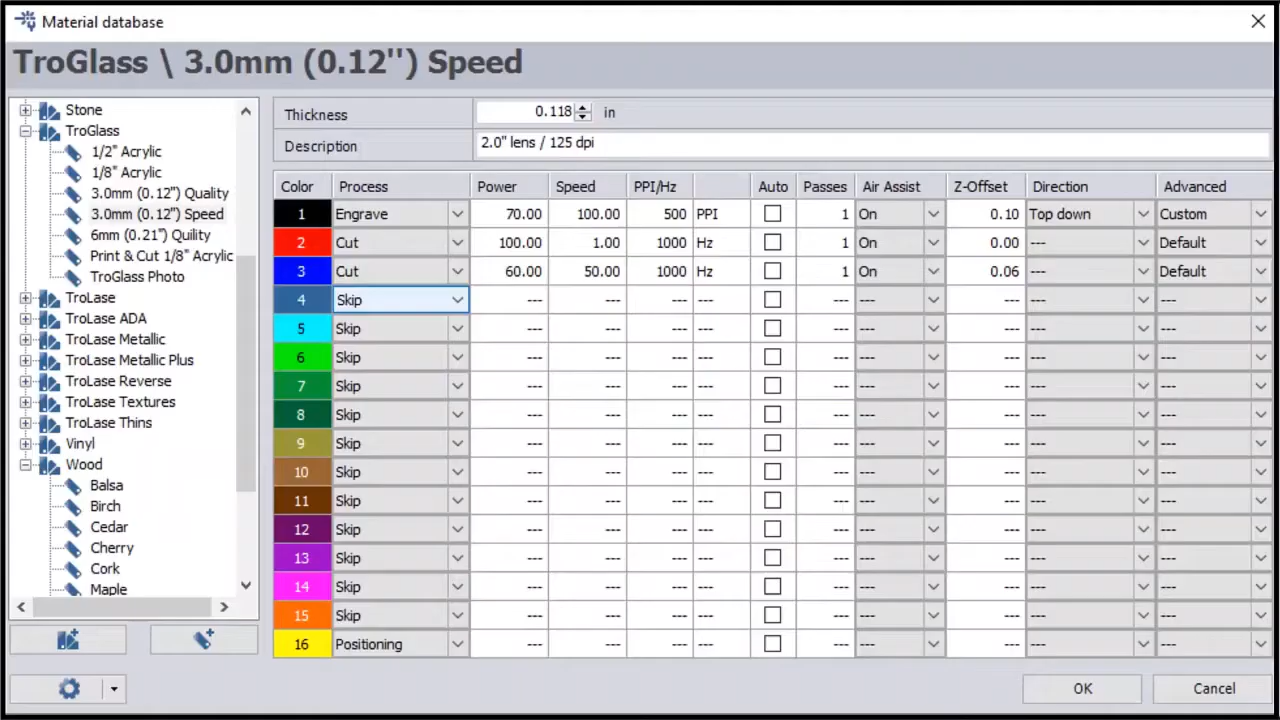 Material database
TroGlass \ 3.0mm (0.12'') Speed
Stone
TroGlass
1/2" Acrylic
1/8" Acrylic
3.0mm (0.12") Quality
3.0mm (0.12") Speed
6mm (0.21") Quility
Print & Cut 1/8" Acrylic
TroGlass Photo
TroLase
TroLase ADA
TroLase Metallic
TroLase Metallic Plus
TroLase Reverse
TroLase Textures
TroLase Thins
Vinyl
Wood
Balsa
Birch
Cedar
Cherry
Cork
Maple
Thickness 0.118 in
Description 2.0" lens / 125 dpi
Color Process Power Speed PPI/Hz Auto Passes Air Assist Z-Offset Direction Advanced
1 Engrave 70.00 100.00 500 PPI 1 On 0.10 Top down Custom
2 Cut 100.00 1.00 1000 Hz 1 On 0.00 --- Default
3 Cut 60.00 50.00 1000 Hz 1 On 0.06 --- Default
4 Skip --- --- --- --- --- --- --- --- ---
5 Skip --- --- --- --- --- --- --- --- ---
6 Skip --- --- --- --- --- --- --- --- ---
7 Skip --- --- --- --- --- --- --- --- ---
8 Skip --- --- --- --- --- --- --- --- ---
9 Skip --- --- --- --- --- --- --- --- ---
10 Skip --- --- --- --- --- --- --- --- ---
11 Skip --- --- --- --- --- --- --- --- ---
12 Skip --- --- --- --- --- --- --- --- ---
13 Skip --- --- --- --- --- --- --- --- ---
14 Skip --- --- --- --- --- --- --- --- ---
15 Skip --- --- --- --- --- --- --- --- ---
16 Positioning --- --- --- --- --- --- --- --- ---
OK Cancel